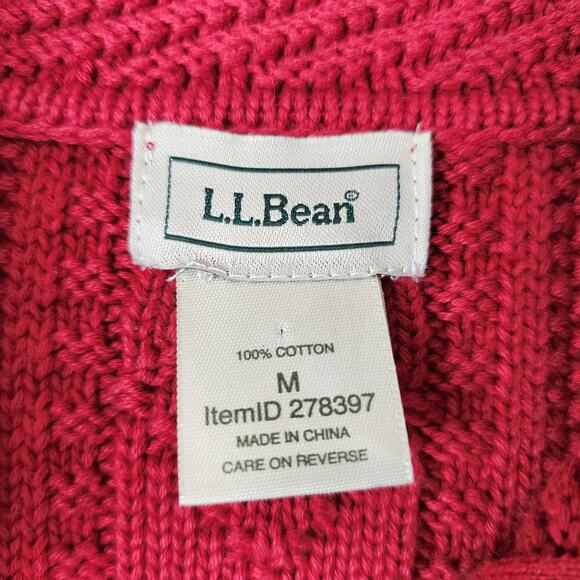 L.L.Bean®
100% COTTON
M
ItemID 278397
MADE IN CHINA
CARE ON REVERSE